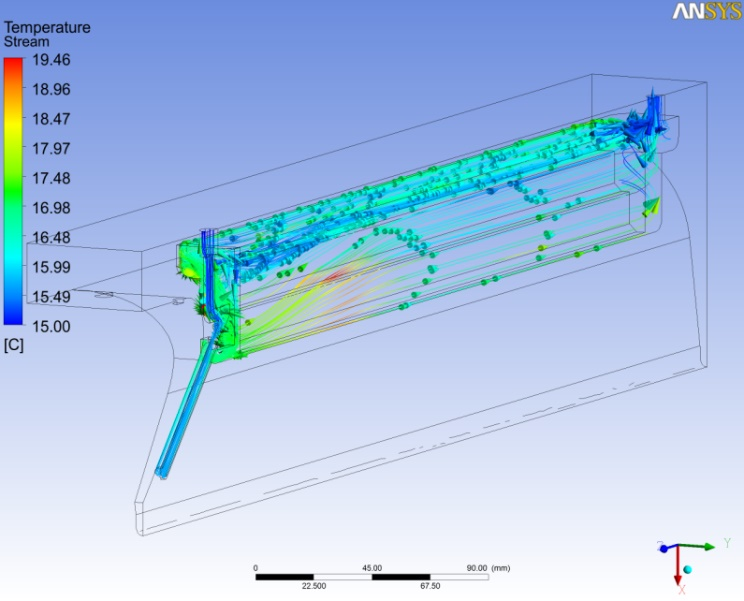 ANSYS
Temperature
Stream
19.46
18.96
18.47
17.97
17.48
16.98
16.48
15.99
15.49
15.00
[C]
0 45.00 90.00 (mm)
22.500 67.50
Y
X